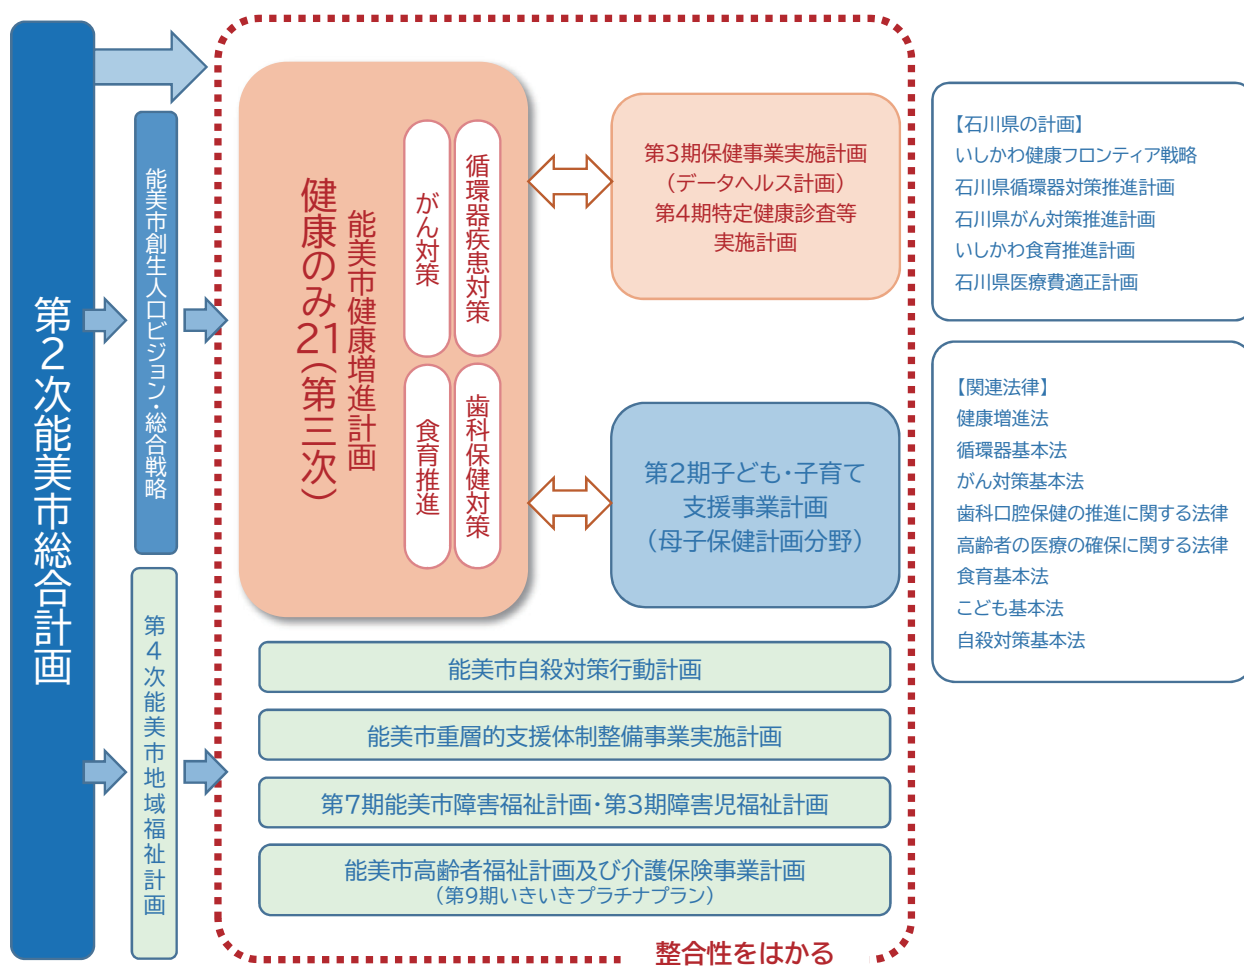 第2次能美市総合計画
能美市創生人口ビジョン・総合戦略
第4次能美市地域福祉計画
能美市健康増進計画
健康のみ21(第三次)
循環器疾患対策
がん対策
歯科保健対策
食育推進
第3期保健事業実施計画
(データヘルス計画)
第4期特定健康診査等
実施計画
第2期子ども・子育て
支援事業計画
(母子保健計画分野)
能美市自殺対策行動計画
能美市重層的支援体制整備事業実施計画
第7期能美市障害福祉計画・第3期障害児福祉計画
能美市高齢者福祉計画及び介護保険事業計画
(第9期いきいきプラチナプラン)
整合性をはかる
【石川県の計画】
いしかわ健康フロンティア戦略
石川県循環器対策推進計画
石川県がん対策推進計画
いしかわ食育推進計画
石川県医療費適正計画
【関連法律】
健康増進法
循環器基本法
がん対策基本法
歯科口腔保健の推進に関する法律
高齢者の医療の確保に関する法律
食育基本法
こども基本法
自殺対策基本法